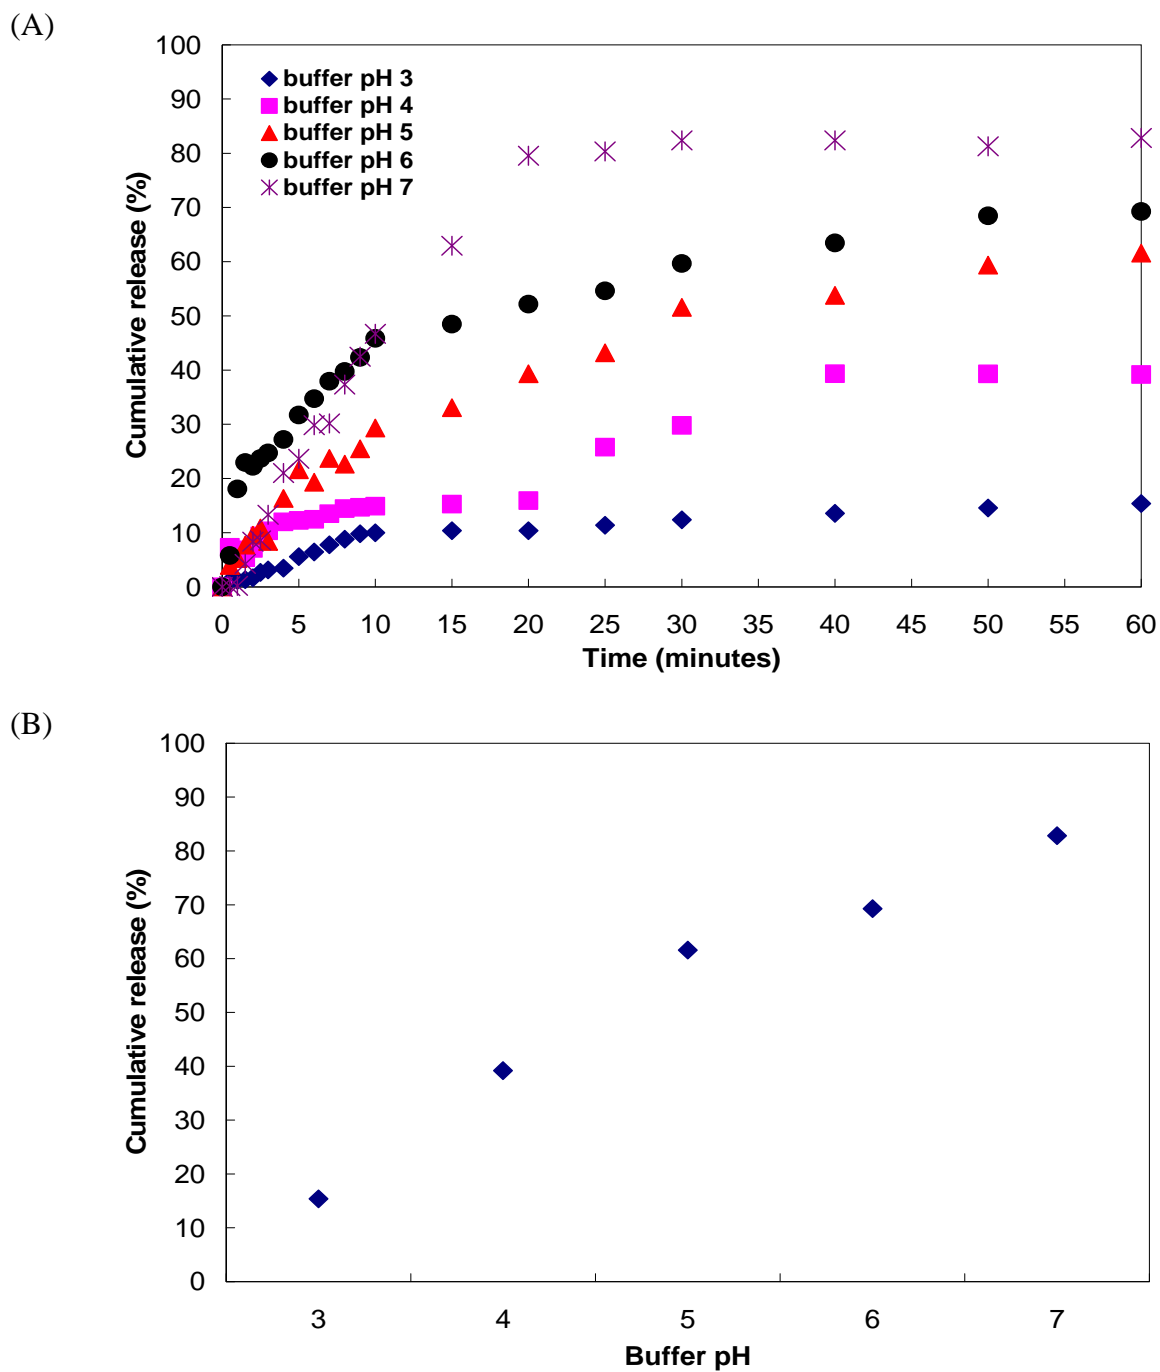 (A)
100
90
80
70
60
50
40
30
20
10
0
Cumulative release (%)
buffer pH 3
buffer pH 4
buffer pH 5
buffer pH 6
buffer pH 7
0 5 10 15 20 25 30 35 40 45 50 55 60
Time (minutes)
(B)
100
90
80
70
60
50
40
30
20
10
0
Cumulative release (%)
3 4 5 6 7
Buffer pH